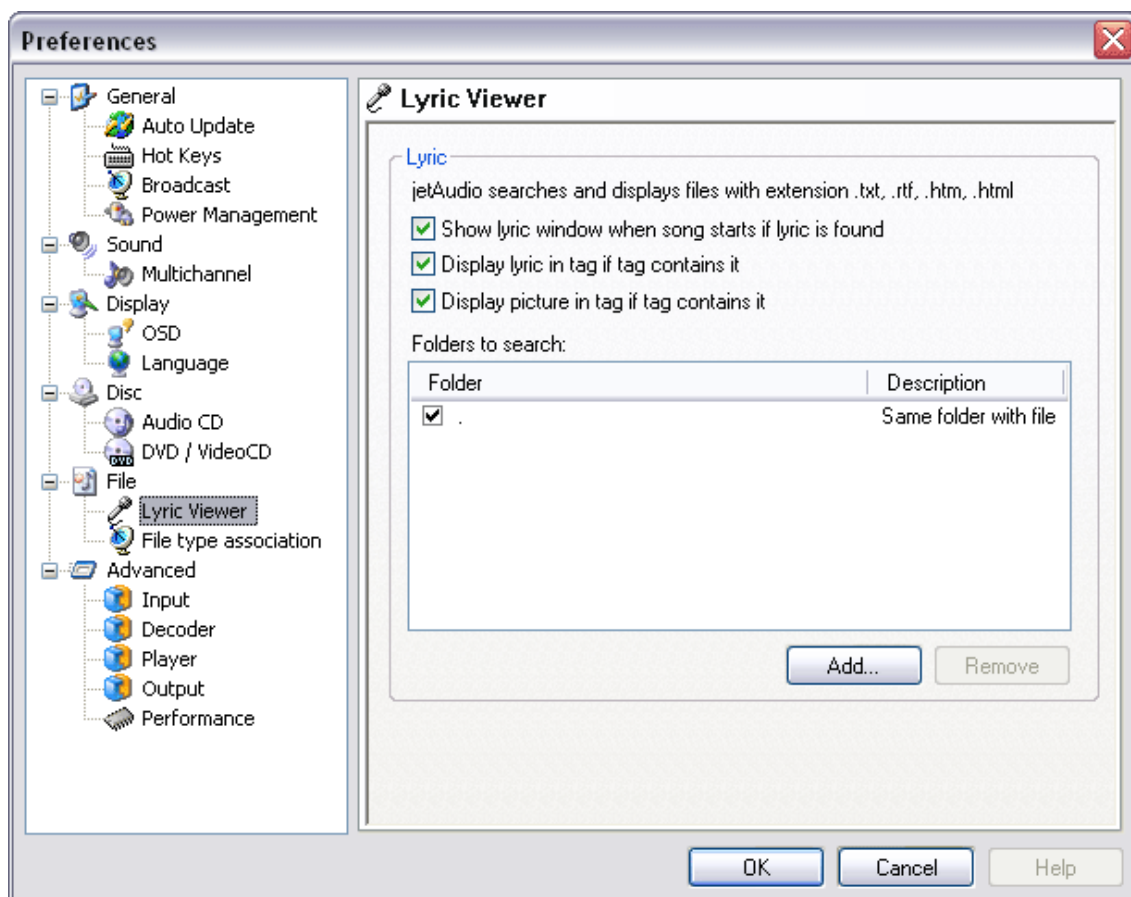 Preferences
General
Auto Update
Hot Keys
Broadcast
Power Management
Sound
Multichannel
Display
OSD
Language
Disc
Audio CD
DVD / VideoCD
File
Lyric Viewer
File type association
Advanced
Input
Decoder
Player
Output
Performance
Lyric Viewer
Lyric
jetAudio searches and displays files with extension .txt, .rtf, .htm, .html
Show lyric window when song starts if lyric is found
Display lyric in tag if tag contains it
Display picture in tag if tag contains it
Folders to search:
Folder Description
. Same folder with file
Add... Remove
OK Cancel Help